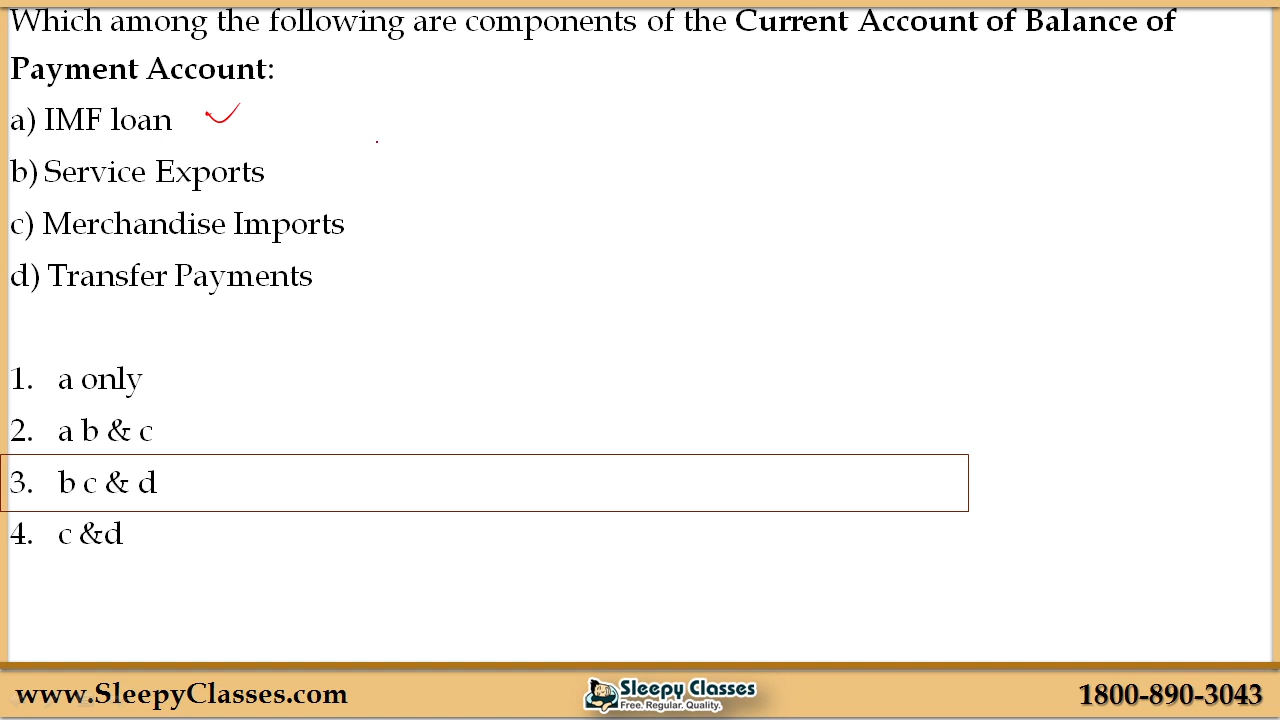 Which among the following are components of the Current Account of Balance of
Payment Account:
a) IMF loan
b) Service Exports
c) Merchandise Imports
d) Transfer Payments
1. a only
2. a b & c
3. b c & d
4. c &d
www.SleepyClasses.com
Sleepy Classes
Free. Regular. Quality.
1800-890-3043